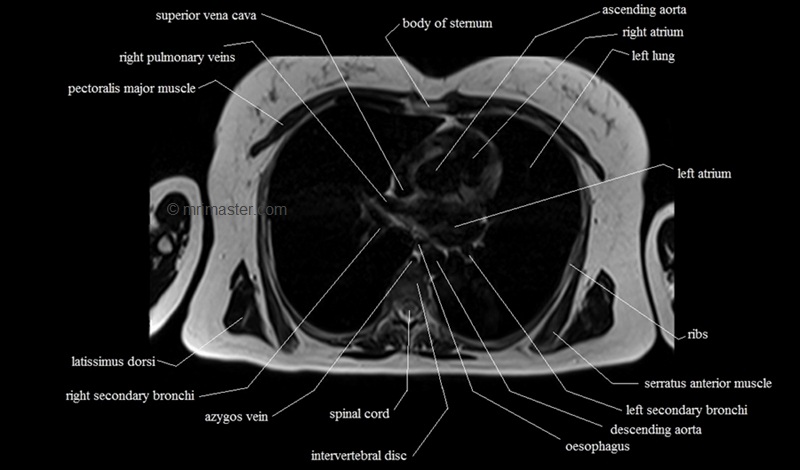 superior vena cava
body of sternum
ascending aorta
right atrium
right pulmonary veins
left lung
pectoralis major muscle
left atrium
© mrimaster.com
ribs
latissimus dorsi
serratus anterior muscle
right secondary bronchi
left secondary bronchi
azygos vein
spinal cord
descending aorta
oesophagus
intervertebral disc